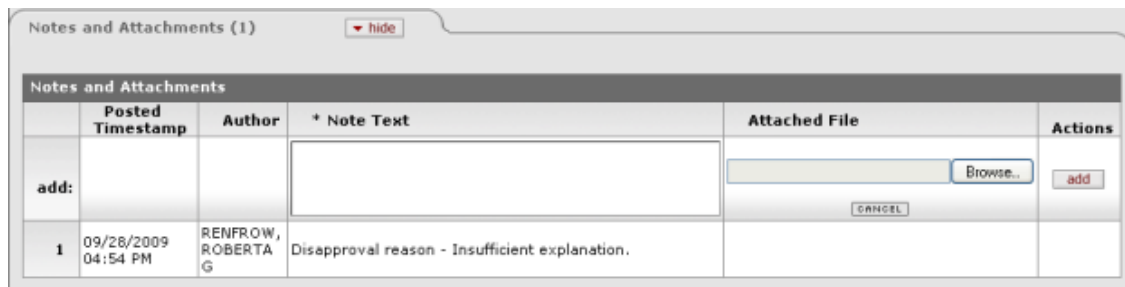 Notes and Attachments (1)
hide
Notes and Attachments
Posted Timestamp
Author
* Note Text
Attached File
Actions
add:
Browse..
CANCEL
add
1
09/28/2009
04:54 PM
RENFROW,
ROBERTA
G
Disapproval reason - Insufficient explanation.